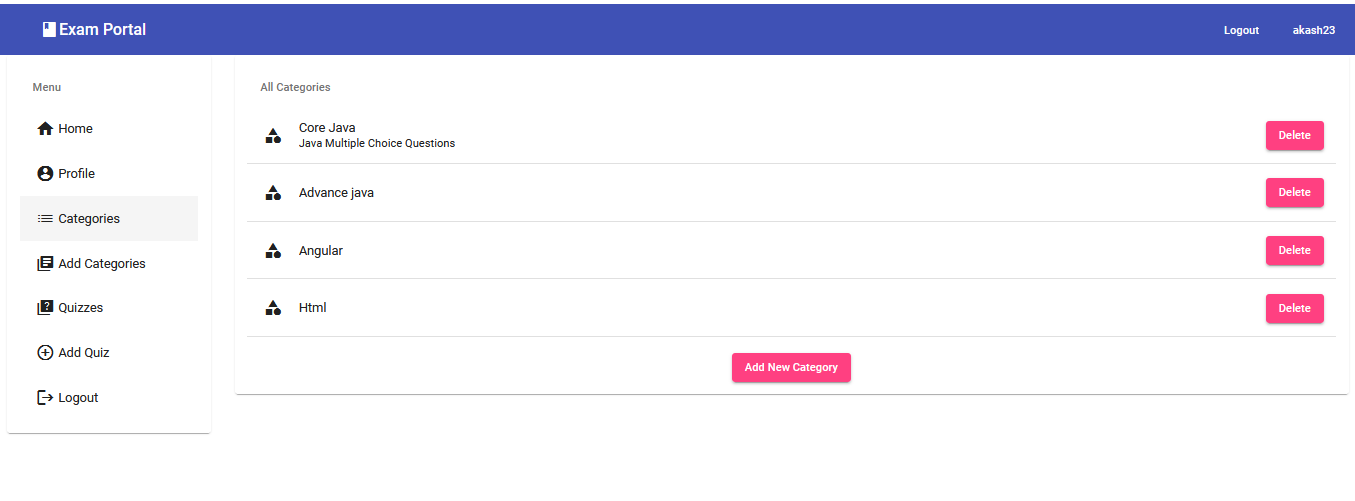 Exam Portal
Logout
akash23
Menu
Home
Profile
Categories
Add Categories
Quizzes
Add Quiz
Logout
All Categories
Core Java
Java Multiple Choice Questions
Delete
Advance java
Delete
Angular
Delete
Html
Delete
Add New Category